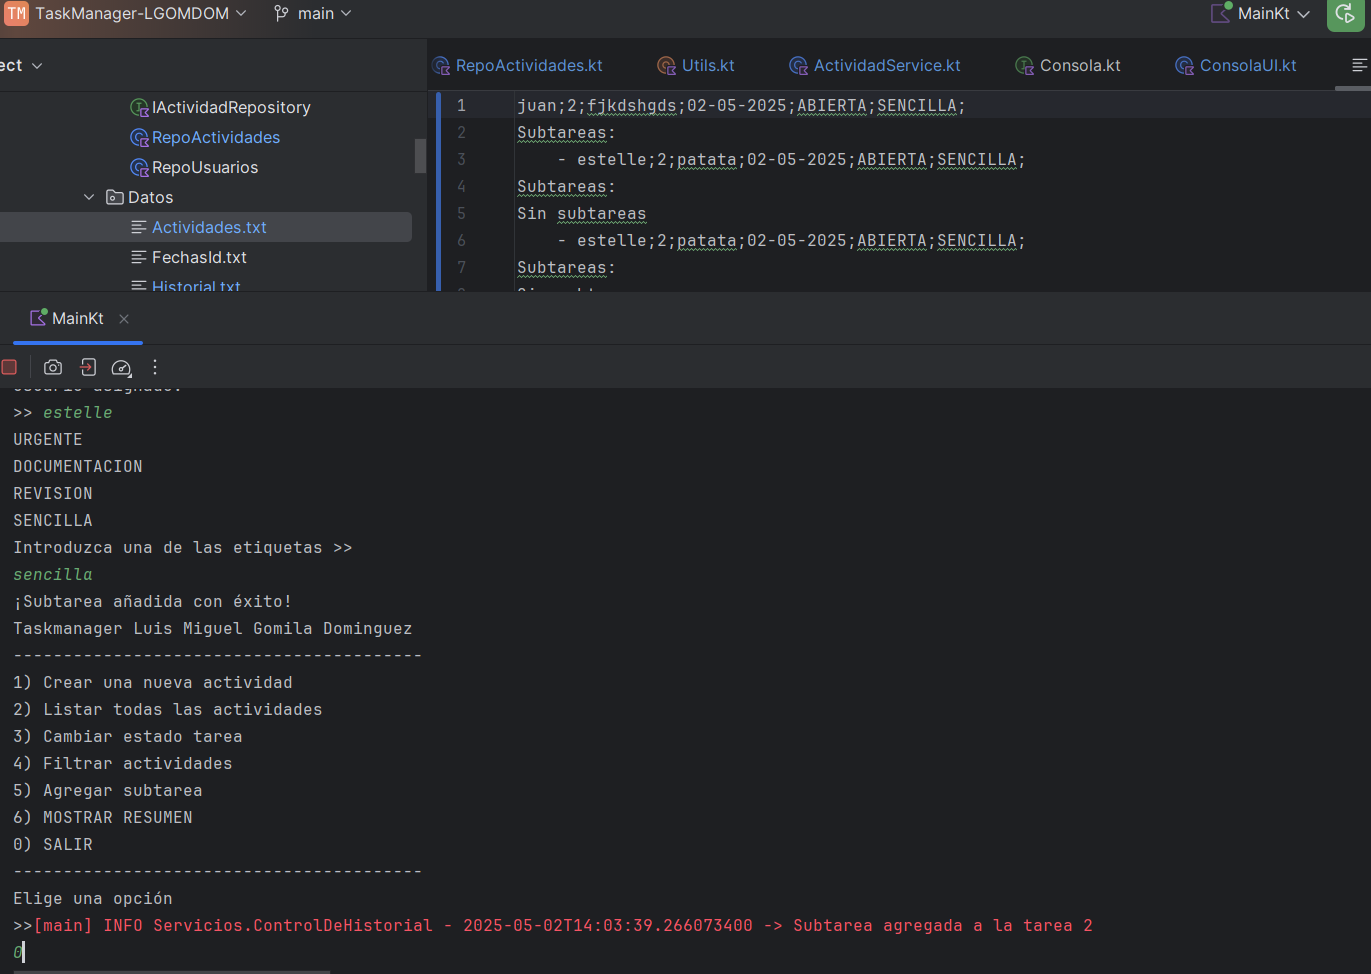 TM TaskManager-LGOMDOM main MainKt
ect
RepoActividades.kt Utils.kt ActividadService.kt Consola.kt ConsolaUI.kt
IActividadRepository
RepoActividades
RepoUsuarios
Datos
Actividades.txt
FechasId.txt
Historial.txt
1 juan;2;fjkdshgds;02-05-2025;ABIERTA;SENCILLA;
2 Subtareas:
3 - estelle;2;patata;02-05-2025;ABIERTA;SENCILLA;
4 Subtareas:
5 Sin subtareas
6 - estelle;2;patata;02-05-2025;ABIERTA;SENCILLA;
7 Subtareas:
MainKt
>> estelle
URGENTE
DOCUMENTACION
REVISION
SENCILLA
Introduzca una de las etiquetas >>
sencilla
¡Subtarea añadida con éxito!
Taskmanager Luis Miguel Gomila Dominguez
-----------------------------------------
1) Crear una nueva actividad
2) Listar todas las actividades
3) Cambiar estado tarea
4) Filtrar actividades
5) Agregar subtarea
6) MOSTRAR RESUMEN
0) SALIR
-----------------------------------------
Elige una opción
>>[main] INFO Servicios.ControlDeHistorial - 2025-05-02T14:03:39.266073400 -> Subtarea agregada a la tarea 2
0